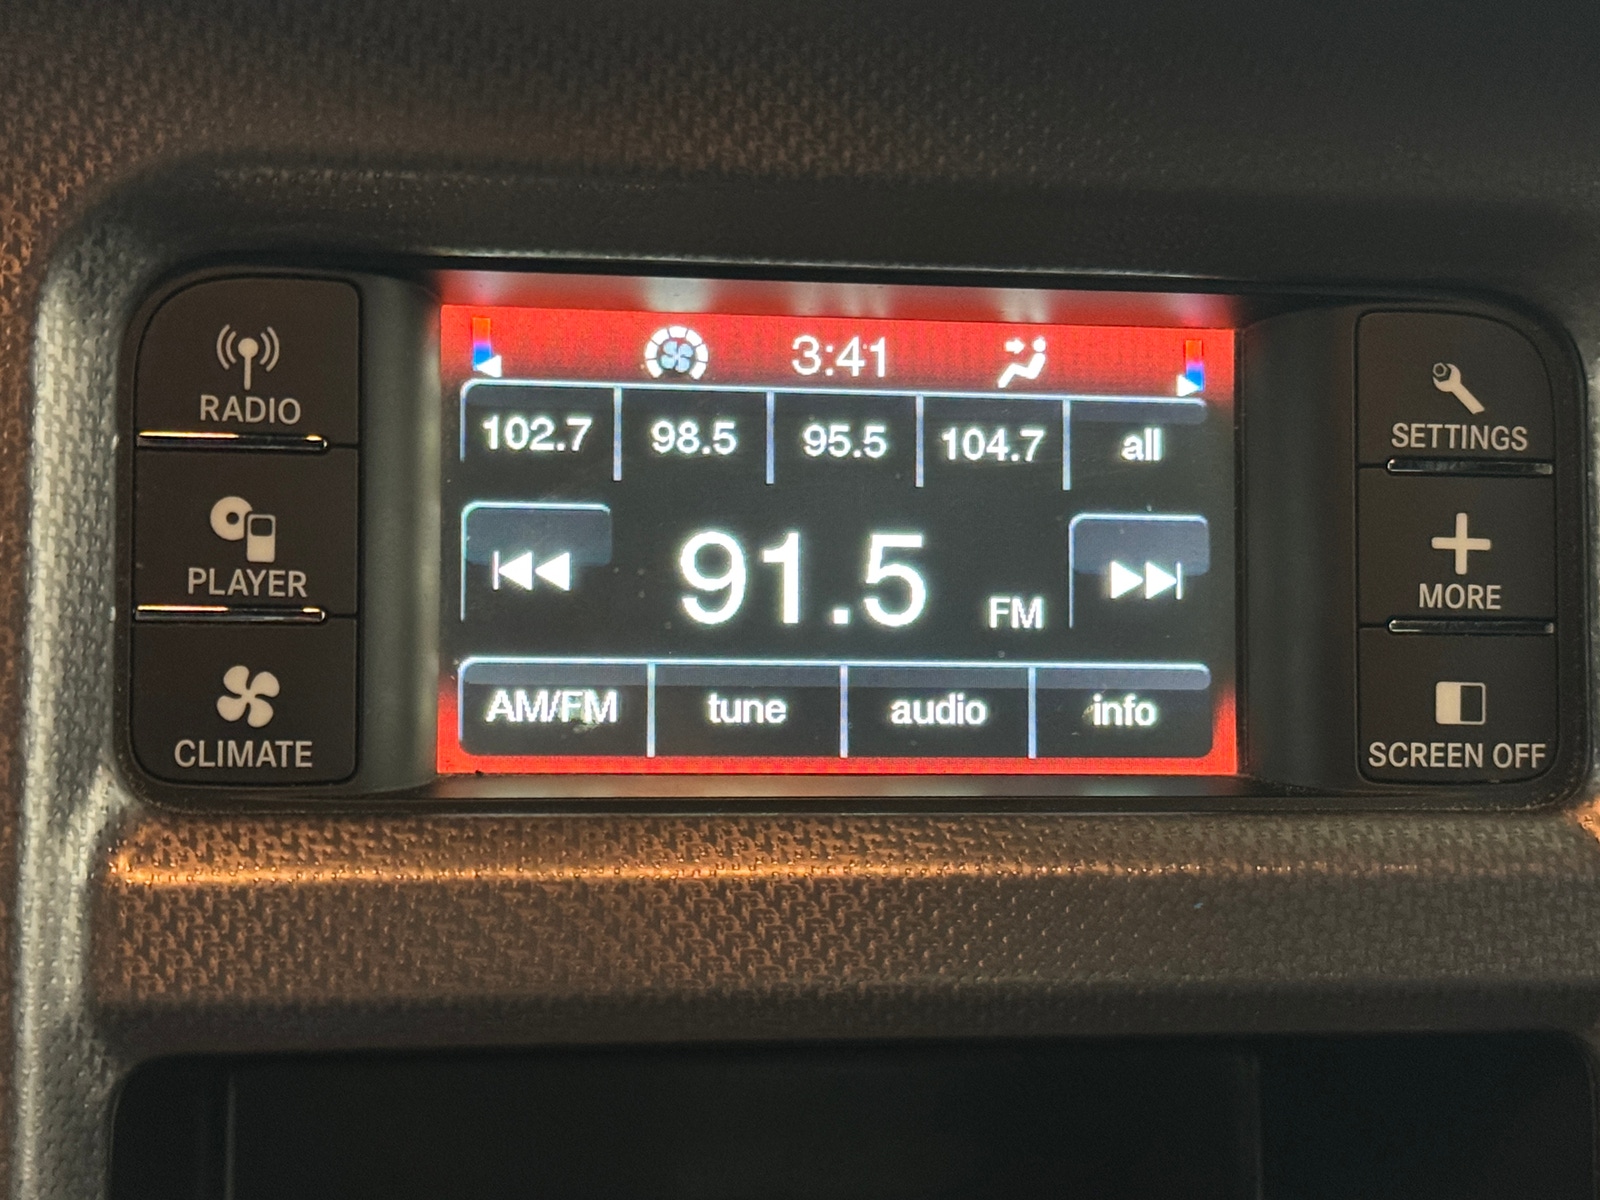 3:41
102.7 98.5 95.5 104.7 all
91.5 FM
AM/FM tune audio info
RADIO
PLAYER
CLIMATE
SETTINGS
MORE
SCREEN OFF